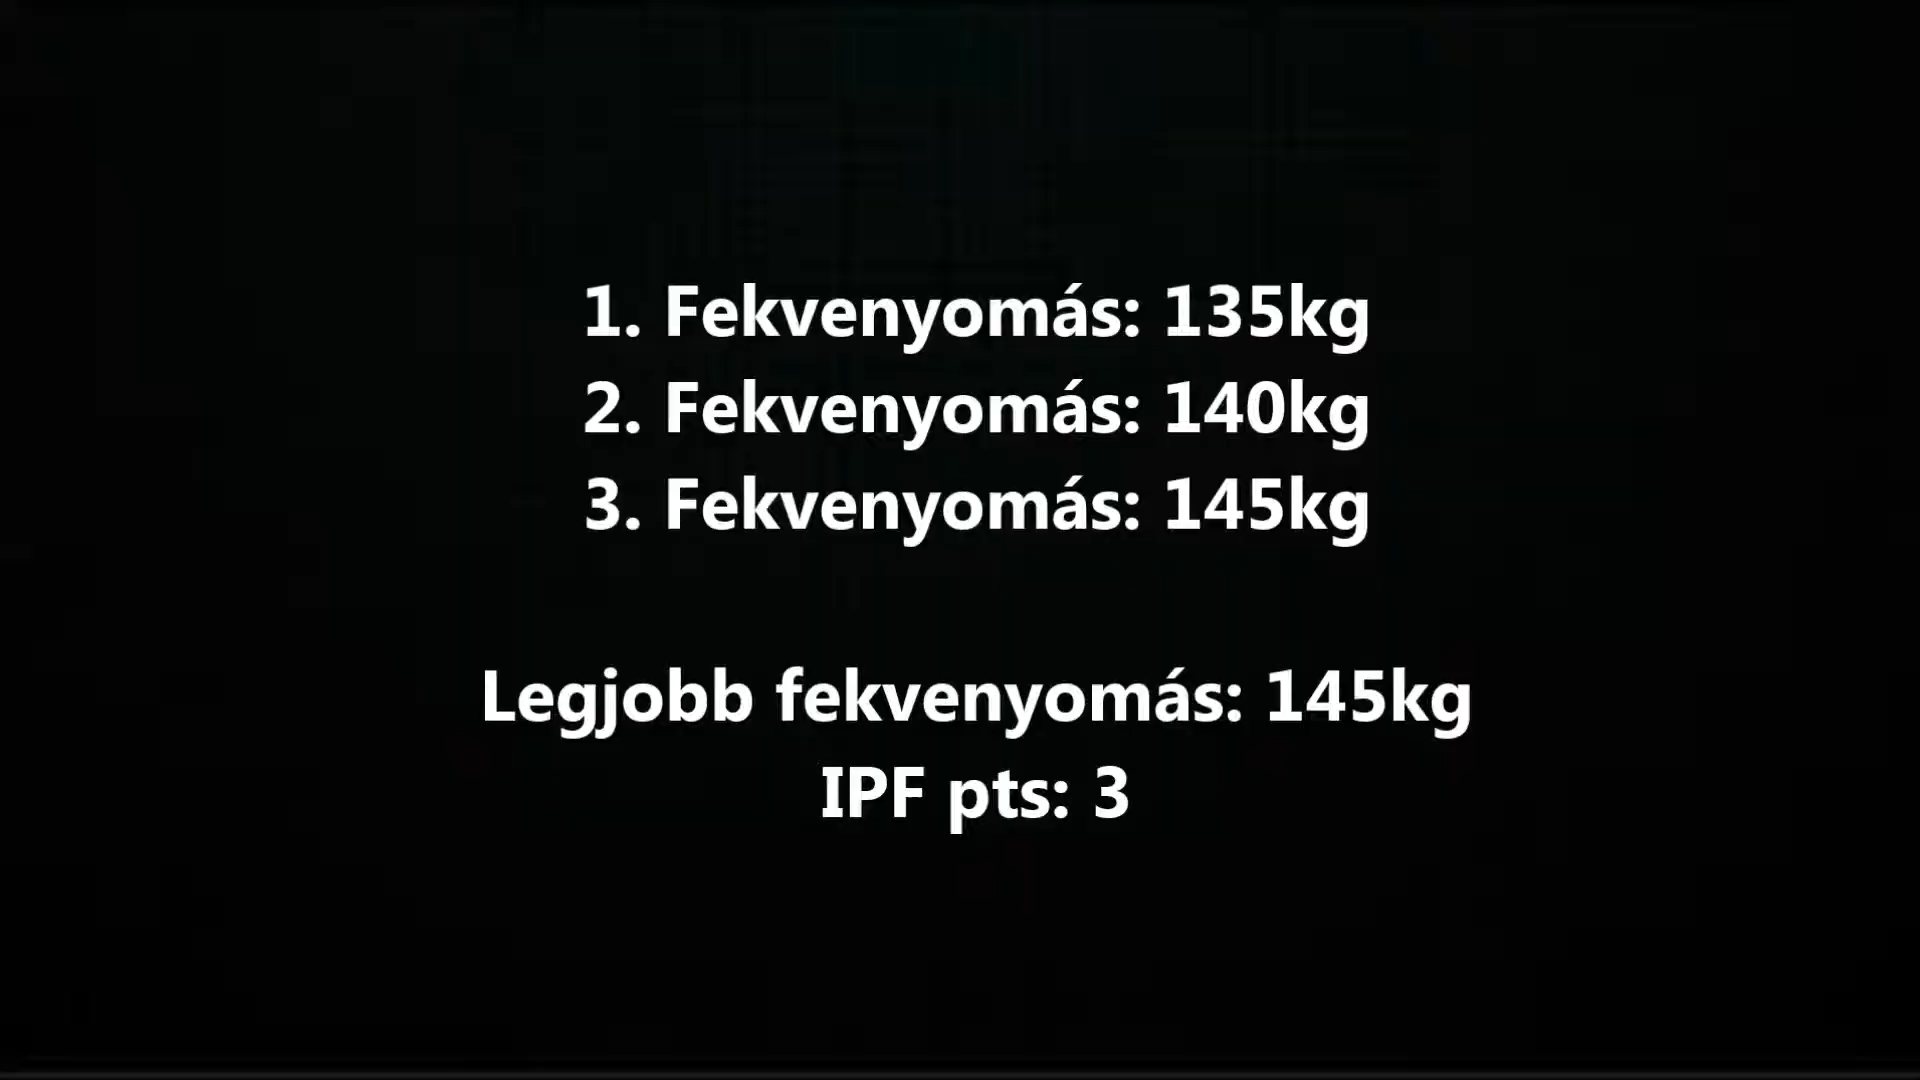 1. Fekvenyomás: 135kg
2. Fekvenyomás: 140kg
3. Fekvenyomás: 145kg
Legjobb fekvenyomás: 145kg
IPF pts: 3